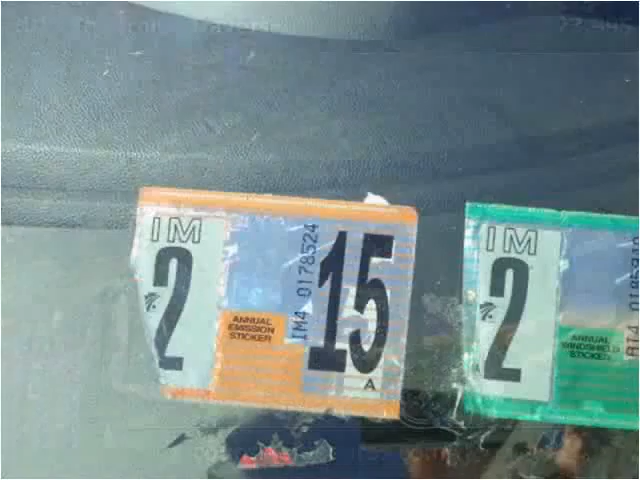 IM
2
ANNUAL
EMISSION
STICKER
IM4 0178524
15
A
IM
2
ANNUAL
WINDSHIELD
STICKER